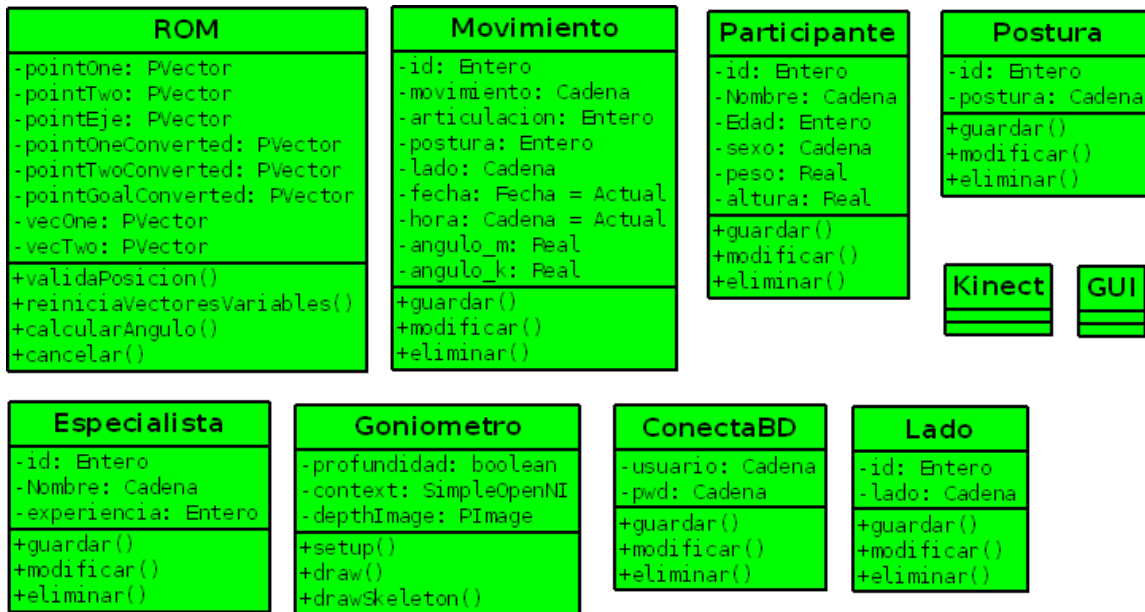 ROM
-pointOne: PVector
-pointTwo: PVector
-pointEje: PVector
-pointOneConverted: PVector
-pointTwoConverted: PVector
-pointGoalConverted: PVector
-vecOne: PVector
-vecTwo: PVector
+validaPosicion()
+reiniciaVectoresVariables()
+calcularAngulo()
+cancelar()
Movimiento
-id: Entero
-movimiento: Cadena
-articulacion: Entero
-postura: Entero
-lado: Cadena
-fecha: Fecha = Actual
-hora: Cadena = Actual
-angulo_m: Real
-angulo_k: Real
+guardar()
+modificar()
+eliminar()
Participante
-id: Entero
-Nombre: Cadena
-Edad: Entero
-sexo: Cadena
-peso: Real
-altura: Real
+guardar()
+modificar()
+eliminar()
Postura
-id: Entero
-postura: Cadena
+guardar()
+modificar()
+eliminar()
Kinect
GUI
Especialista
-id: Entero
-Nombre: Cadena
-experiencia: Entero
+guardar()
+modificar()
+eliminar()
Goniometro
-profundidad: boolean
-context: SimpleOpenNI
-depthImage: PImage
+setup()
+draw()
+drawSkeleton()
ConectaBD
-usuario: Cadena
-pwd: Cadena
+guardar()
+modificar()
+eliminar()
Lado
-id: Entero
-lado: Cadena
+guardar()
+modificar()
+eliminar()